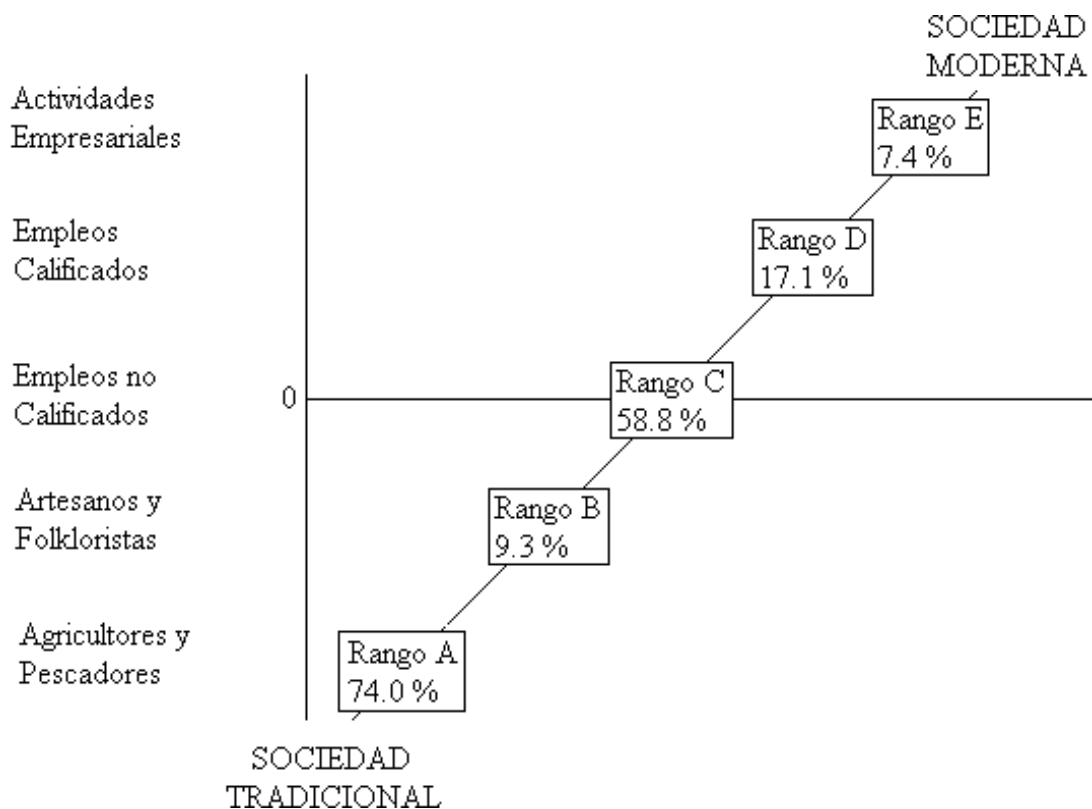 SOCIEDAD
MODERNA
Actividades
Empresariales
Rango E
7.4 %
Empleos
Calificados
Rango D
17.1 %
Empleos no
Calificados
0
Rango C
58.8 %
Artesanos y
Folkloristas
Rango B
9.3 %
Agricultores y
Pescadores
Rango A
74.0 %
SOCIEDAD
TRADICIONAL